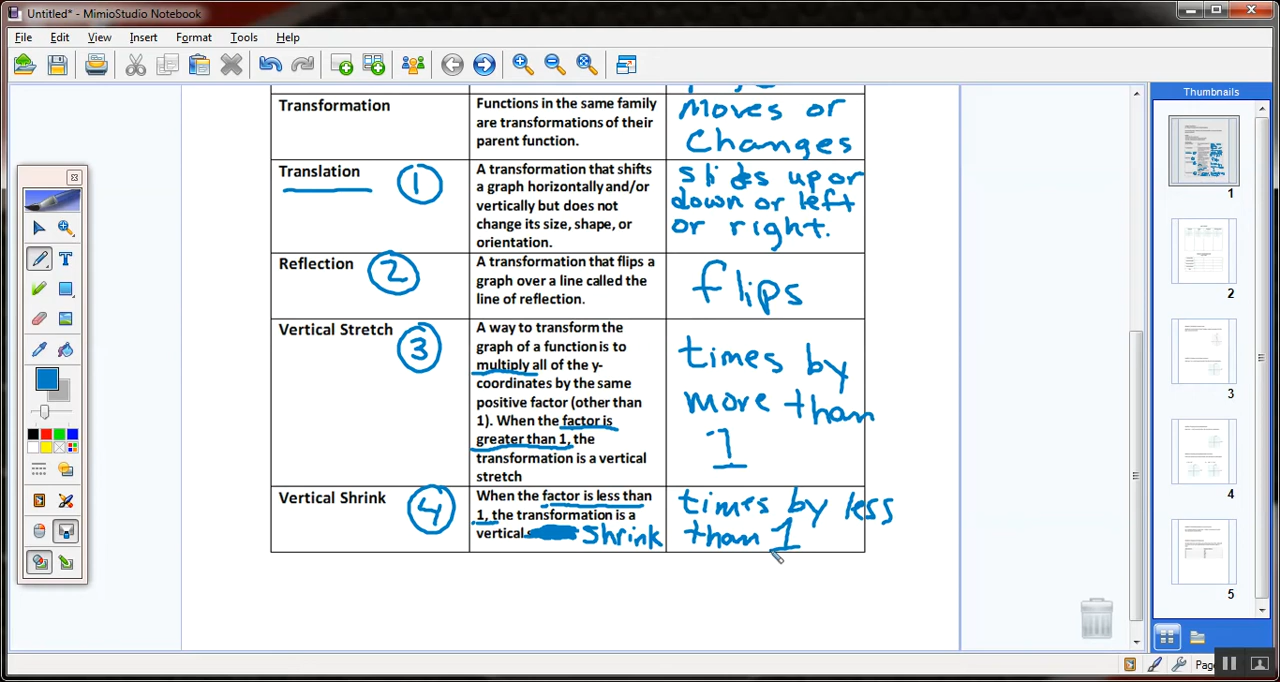 Untitled* - MimioStudio Notebook
File Edit View Insert Format Tools Help
Thumbnails
Transformation
Functions in the same family
are transformations of their
parent function.
Moves or
Changes
Translation
1
A transformation that shifts
a graph horizontally and/or
vertically but does not
change its size, shape, or
orientation.
slides up or
down or left
or right.
Reflection
2
A transformation that flips a
graph over a line called the
line of reflection.
flips
Vertical Stretch
3
A way to transform the
graph of a function is to
multiply all of the y-
coordinates by the same
positive factor (other than
1). When the factor is
greater than 1, the
transformation is a vertical
stretch
times by
more than
1
Vertical Shrink
4
When the factor is less than
1, the transformation is a
vertical shrink
times by less
than 1
1
2
3
4
5